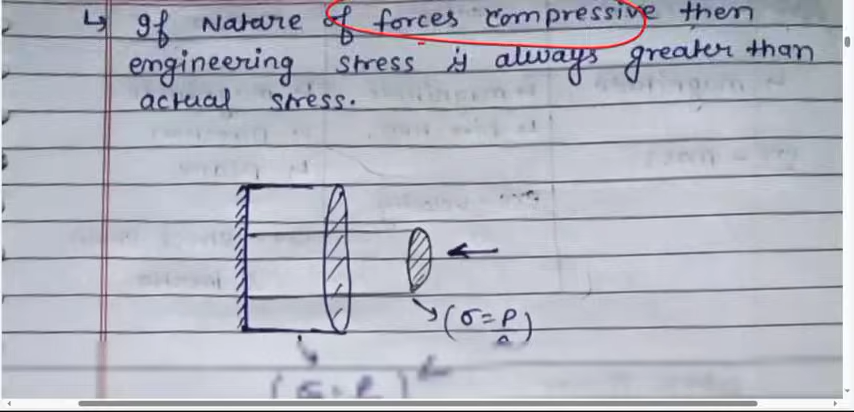 ↳ If Nature of forces compressive then
engineering stress is always greater than
actual stress.
(σ = P/a)